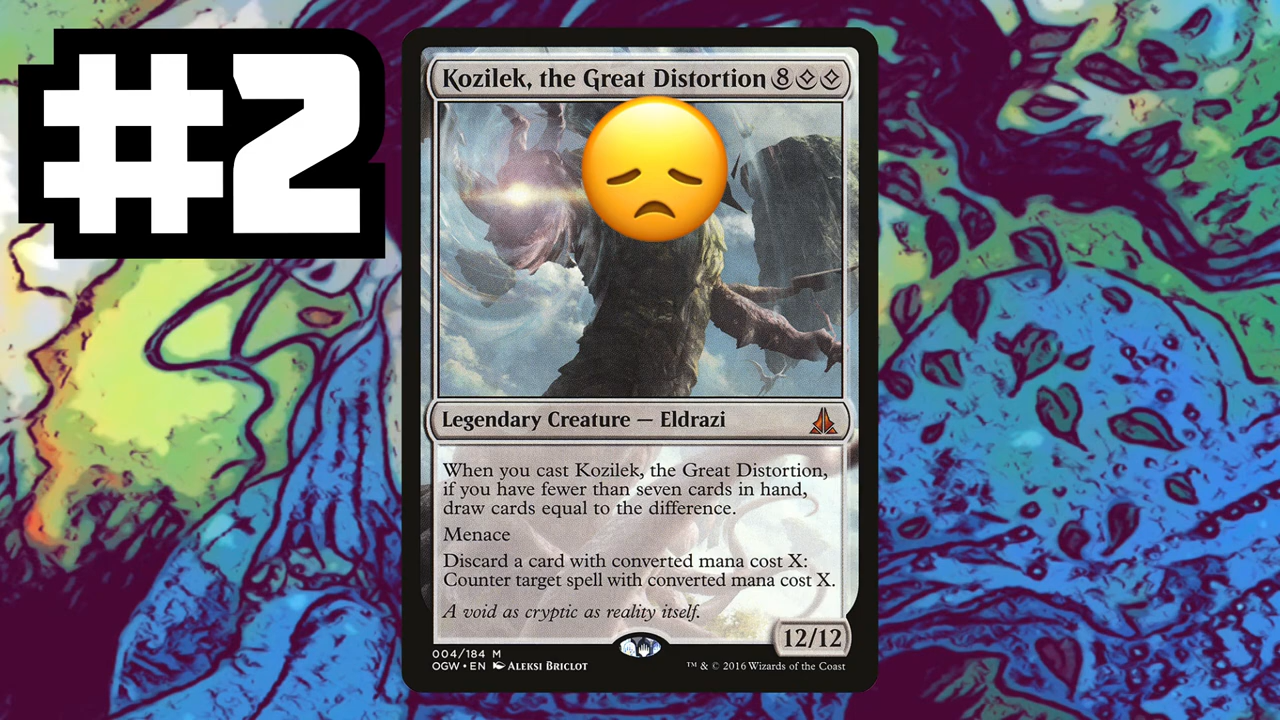 #2
Kozilek, the Great Distortion 8
Legendary Creature — Eldrazi
When you cast Kozilek, the Great Distortion,
if you have fewer than seven cards in hand,
draw cards equal to the difference.
Menace
Discard a card with converted mana cost X:
Counter target spell with converted mana cost X.
A void as cryptic as reality itself.
12/12
004/184 M
OGW • EN ALEKSI BRICLOT
™ & © 2016 Wizards of the Coast